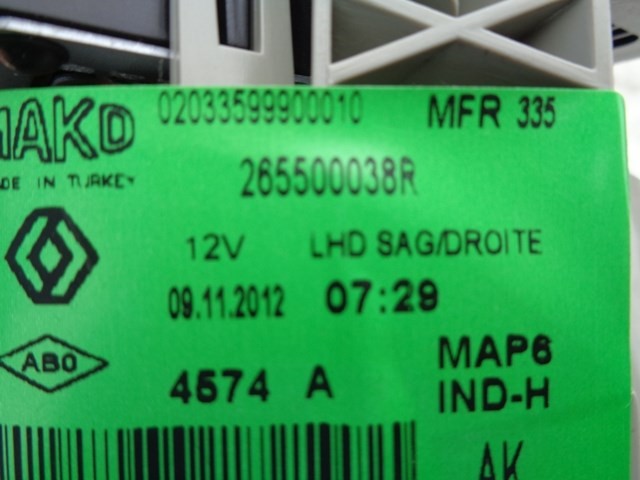 MAKO 02033599900010 MFR 335
MADE IN TURKEY 265500038R
12V LHD SAG/DROITE
09.11.2012 07:29
ABO MAP6
4574 A IND-H
AK